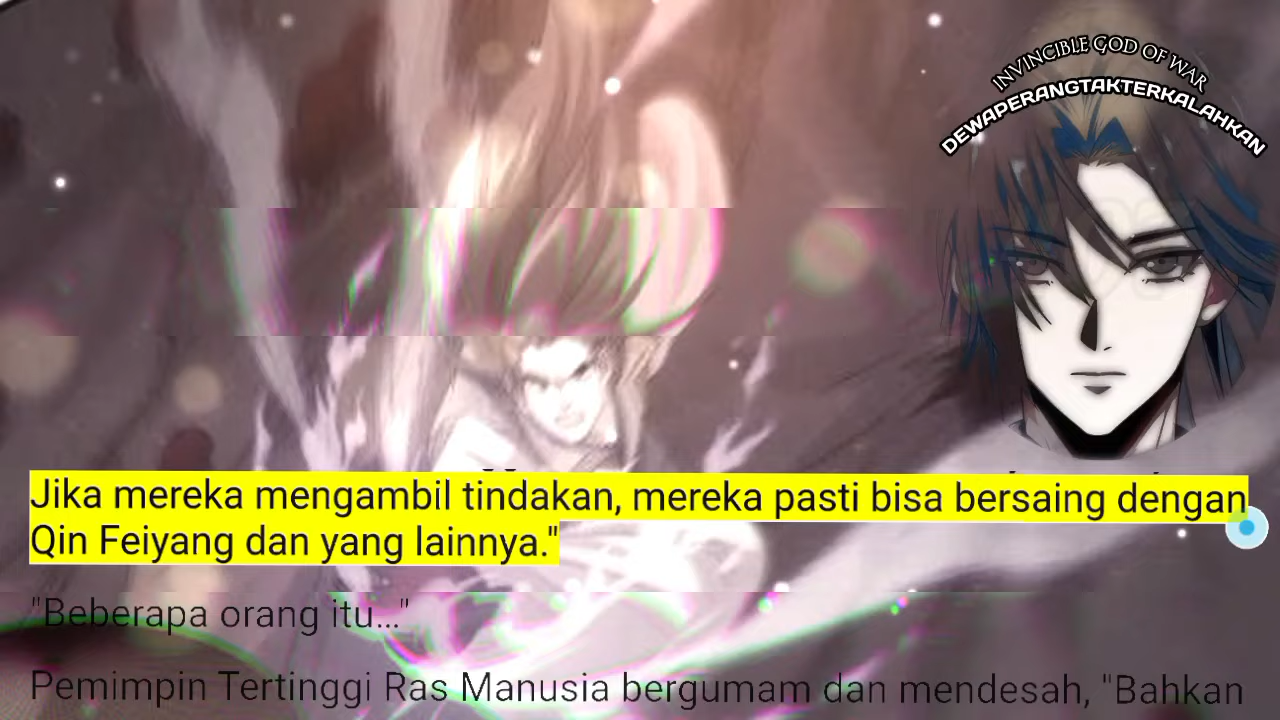 INVINCIBLE GOD OF WAR
DEWAPERANGTAKTERKALAHKAN
Jika mereka mengambil tindakan, mereka pasti bisa bersaing dengan
Qin Feiyang dan yang lainnya."
"Beberapa orang itu..."
Pemimpin Tertinggi Ras Manusia bergumam dan mendesah, "Bahkan